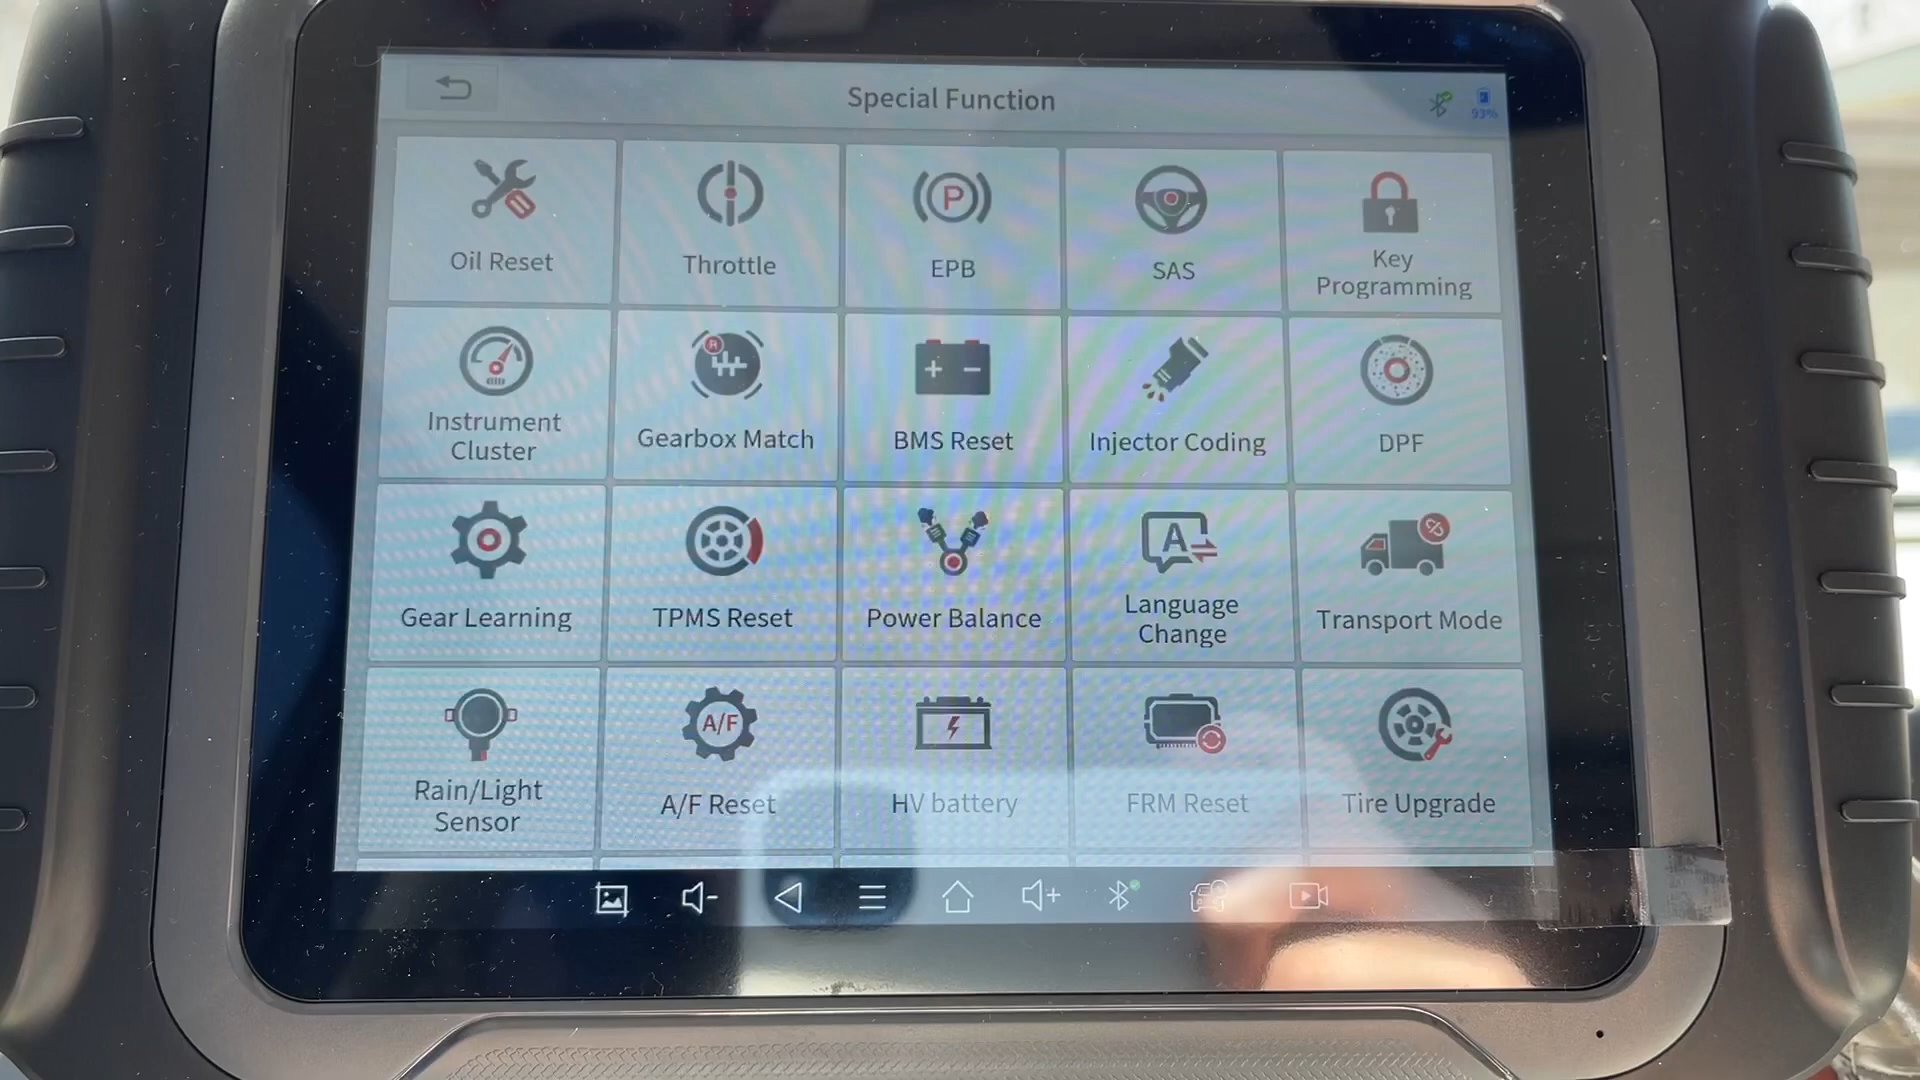 Special Function
93%
Oil Reset
Throttle
EPB
SAS
Key
Programming
Instrument
Cluster
Gearbox Match
BMS Reset
Injector Coding
DPF
Gear Learning
TPMS Reset
Power Balance
Language
Change
Transport Mode
Rain/Light
Sensor
A/F
A/F Reset
HV battery
FRM Reset
Tire Upgrade